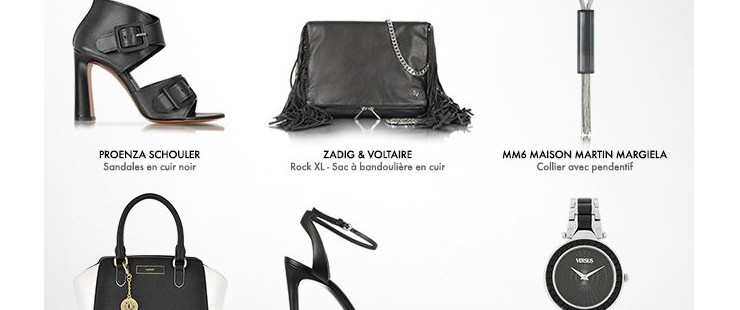 PROENZA SCHOULER
Sandales en cuir noir
ZADIG & VOLTAIRE
Rock XL - Sac à bandoulière en cuir
MM6 MAISON MARTIN MARGIELA
Collier avec pendentif
VERSUS